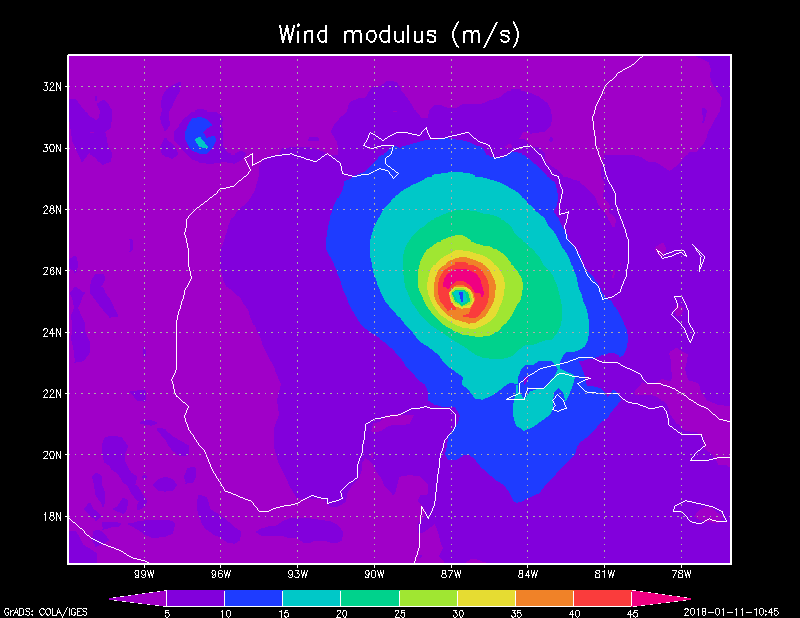 Wind modulus (m/s)
32N
30N
28N
26N
24N
22N
20N
18N
99W 96W 93W 90W 87W 84W 81W 78W
5 10 15 20 25 30 35 40 45
GrADS: COLA/IGES 2018-01-11-10:45